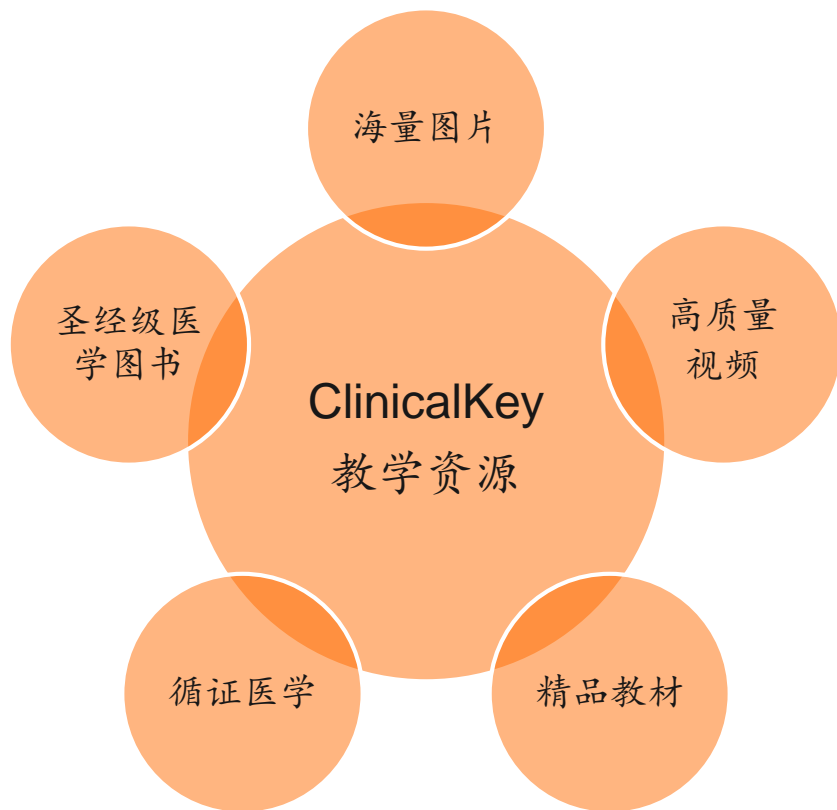 海量图片
圣经级医
学图书
高质量
视频
ClinicalKey
教学资源
循证医学
精品教材